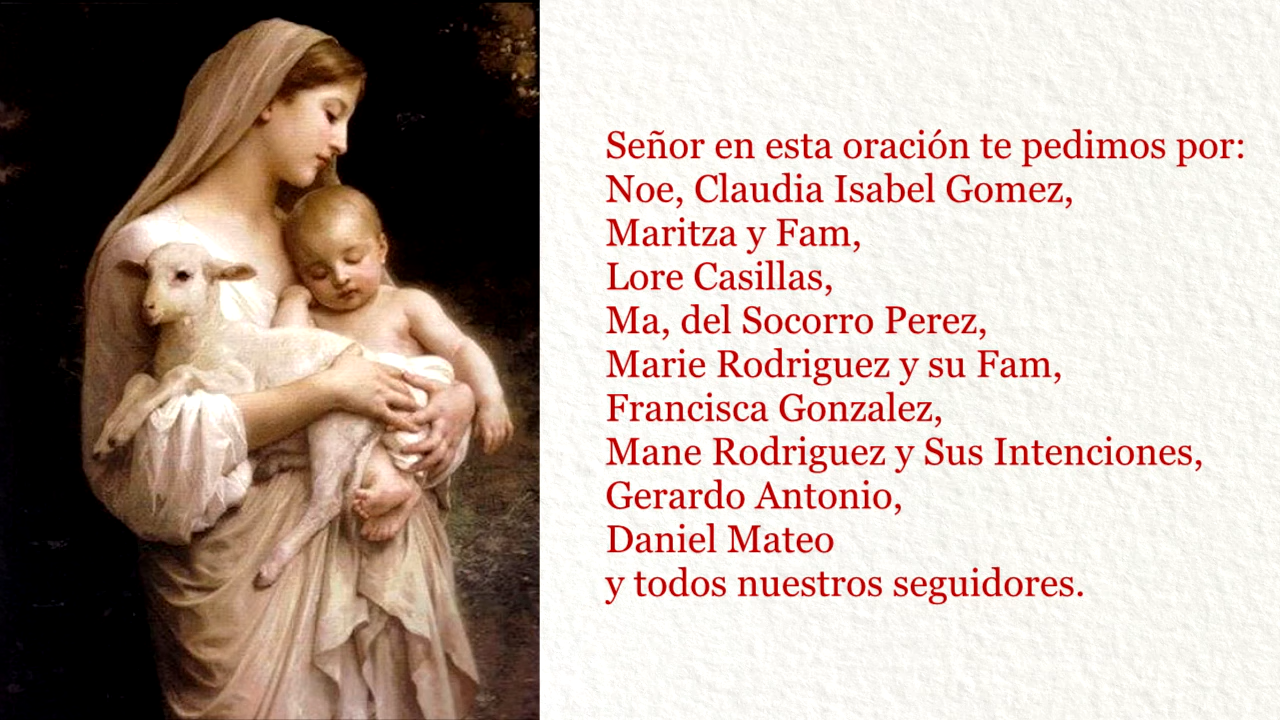 Señor en esta oración te pedimos por:
Noe, Claudia Isabel Gomez,
Maritza y Fam,
Lore Casillas,
Ma, del Socorro Perez,
Marie Rodriguez y su Fam,
Francisca Gonzalez,
Mane Rodriguez y Sus Intenciones,
Gerardo Antonio,
Daniel Mateo
y todos nuestros seguidores.